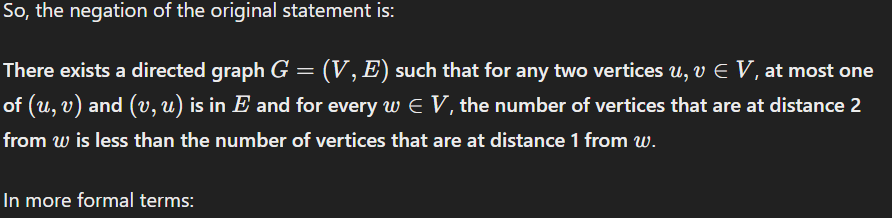 So, the negation of the original statement is:
There exists a directed graph G = (V, E) such that for any two vertices u, v ∈ V, at most one
of (u, v) and (v, u) is in E and for every w ∈ V, the number of vertices that are at distance 2
from w is less than the number of vertices that are at distance 1 from w.
In more formal terms: